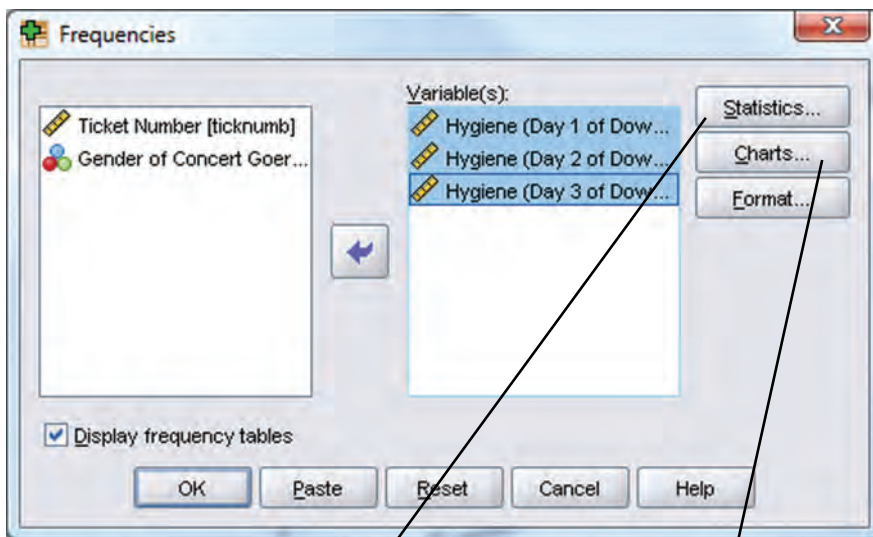 Frequencies
Variable(s):
Ticket Number [ticknumb]
Gender of Concert Goer...
Hygiene (Day 1 of Dow...
Hygiene (Day 2 of Dow...
Hygiene (Day 3 of Dow...
Statistics...
Charts...
Format...
Display frequency tables
OK Paste Reset Cancel Help